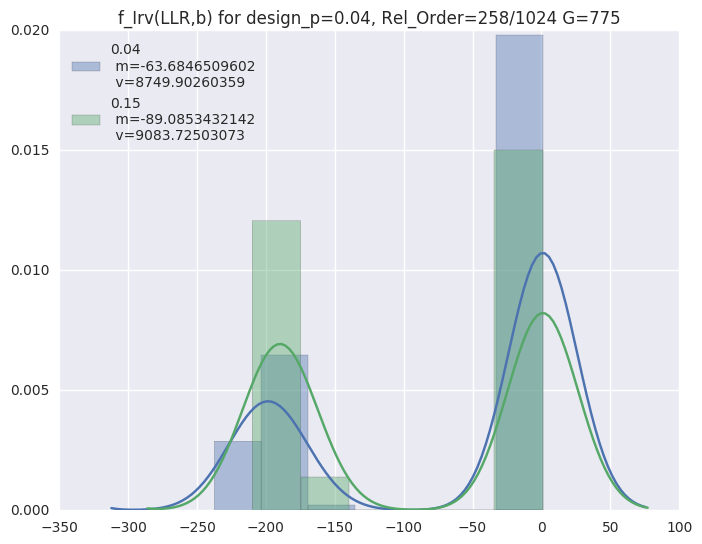 f_Irv(LLR,b) for design_p=0.04, Rel_Order=258/1024 G=775
0.04
m=-63.6846509602
v=8749.90260359
0.15
m=-89.0853432142
v=9083.72503073
0.020
0.015
0.010
0.005
0.000
−350 −300 −250 −200 −150 −100 −50 0 50 100